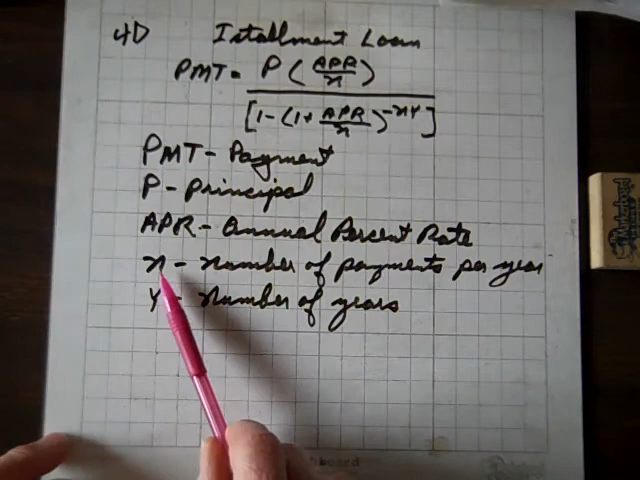 4D Istallment Loan
PMT = P ( APR / n )
[ 1 - ( 1 + APR / n ) ^ -nY ]
PMT - Payment
P - Principal
APR - Annual Percent Rate
n - number of payments per year
Y - Number of years